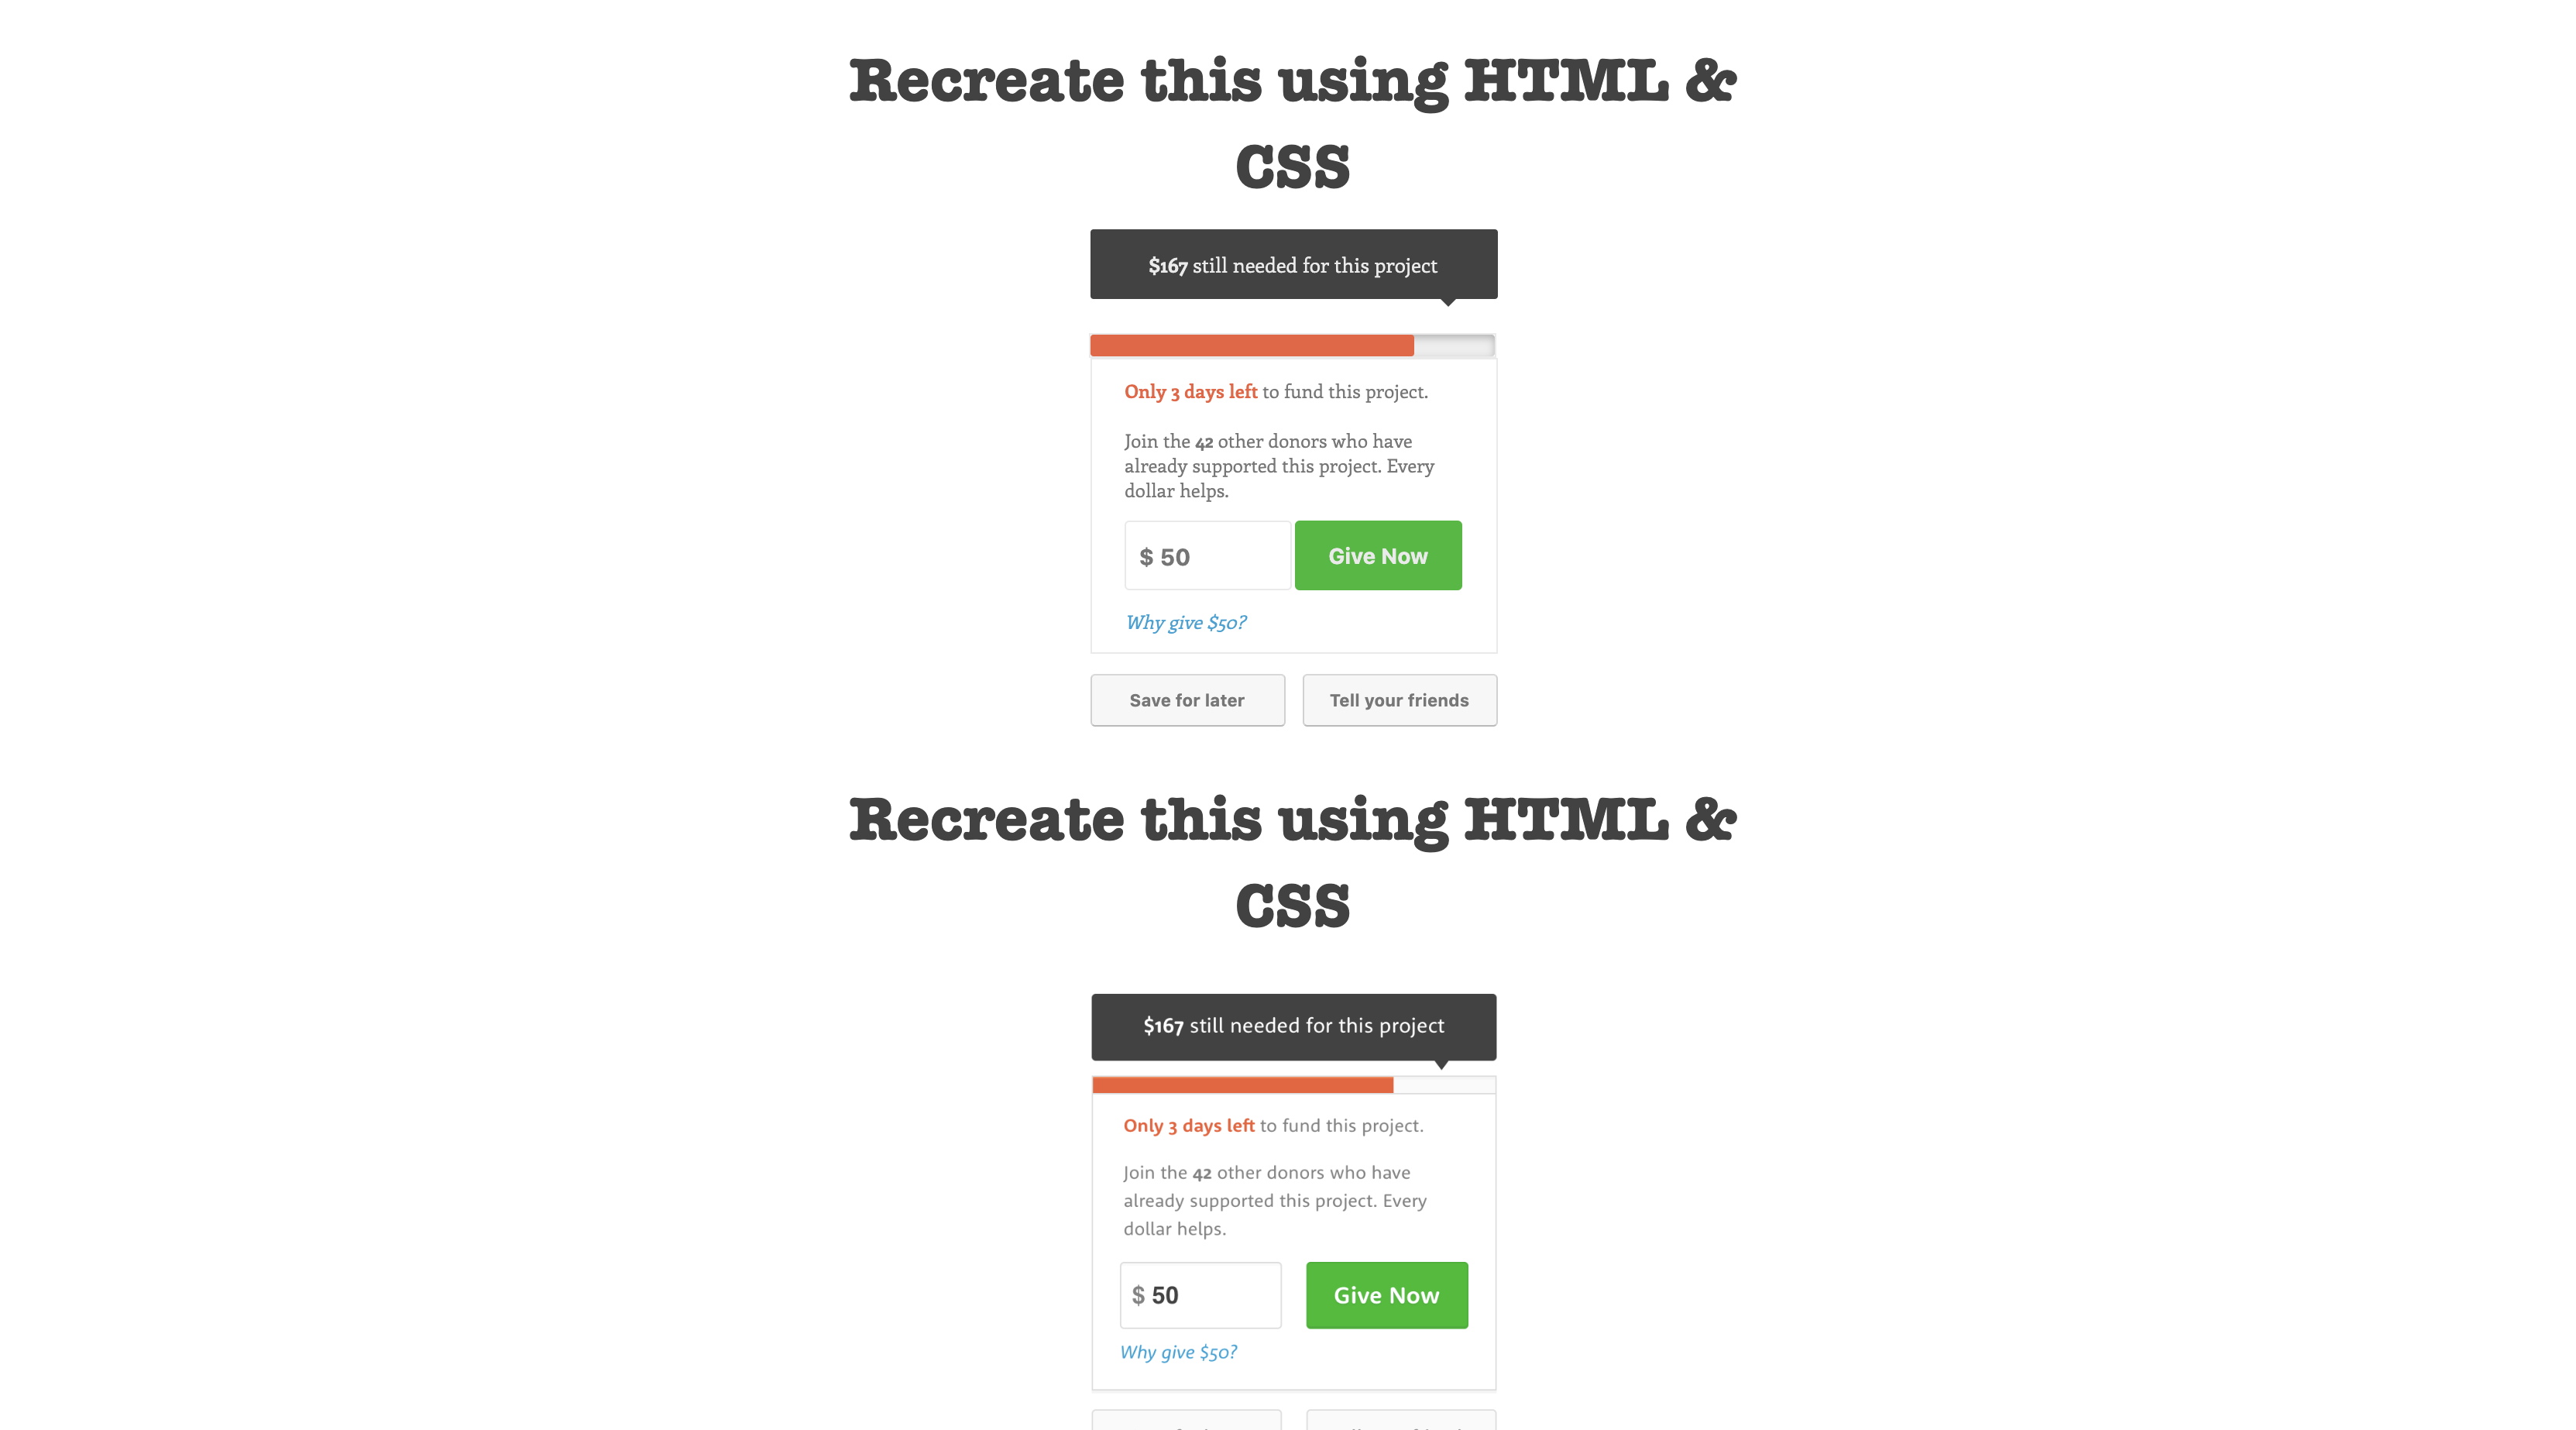 Recreate this using HTML &
CSS
$167 still needed for this project
Only 3 days left to fund this project.
Join the 42 other donors who have
already supported this project. Every
dollar helps.
$ 50
Give Now
Why give $50?
Save for later
Tell your friends
Recreate this using HTML &
CSS
$167 still needed for this project
Only 3 days left to fund this project.
Join the 42 other donors who have
already supported this project. Every
dollar helps.
$ 50
Give Now
Why give $50?